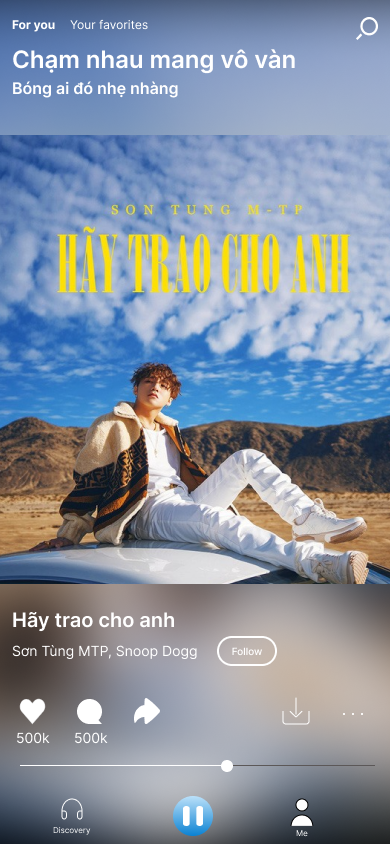 For you Your favorites
Chạm nhau mang vô vàn
Bóng ai đó nhẹ nhàng
SON TUNG M-TP
HÃY TRAO CHO ANH
Hãy trao cho anh
Sơn Tùng MTP, Snoop Dogg Follow
500k 500k
Discovery Me